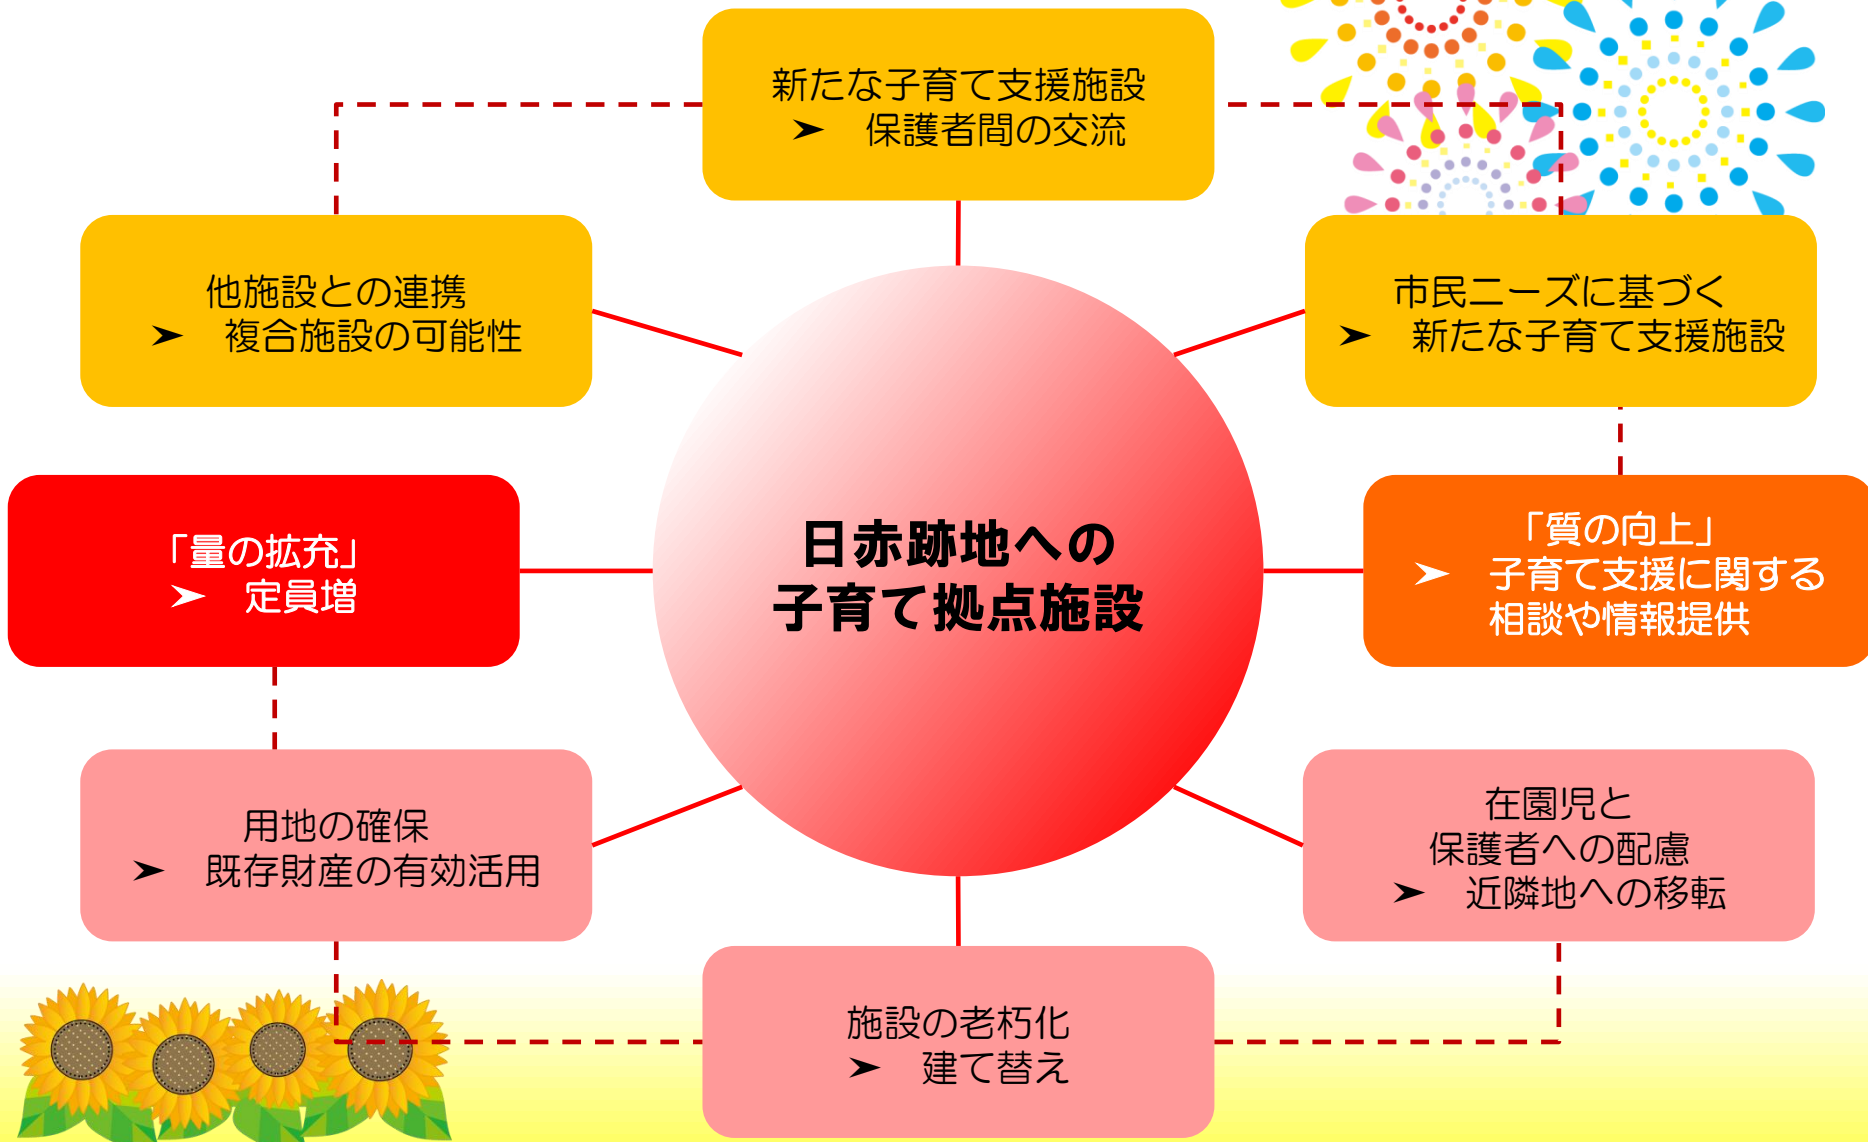 新たな子育て支援施設
➤ 保護者間の交流
他施設との連携
➤ 複合施設の可能性
市民ニーズに基づく
➤ 新たな子育て支援施設
「量の拡充」
➤ 定員増
日赤跡地への
子育て拠点施設
「質の向上」
➤ 子育て支援に関する
相談や情報提供
用地の確保
➤ 既存財産の有効活用
在園児と
保護者への配慮
➤ 近隣地への移転
施設の老朽化
➤ 建て替え